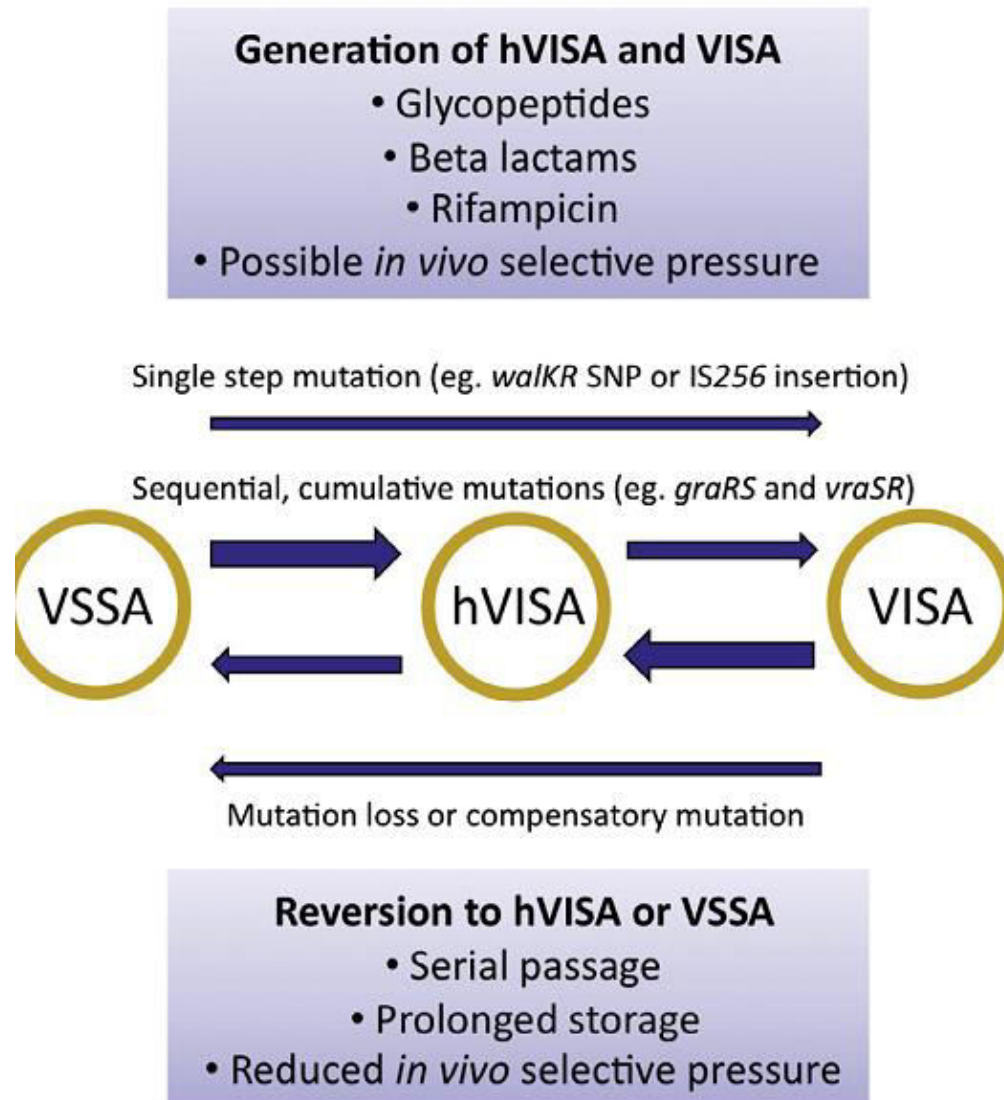 Generation of hVISA and VISA
• Glycopeptides
• Beta lactams
• Rifampicin
• Possible in vivo selective pressure
Single step mutation (eg. walKR SNP or IS256 insertion)
Sequential, cumulative mutations (eg. graRS and vraSR)
VSSA
hVISA
VISA
Mutation loss or compensatory mutation
Reversion to hVISA or VSSA
• Serial passage
• Prolonged storage
• Reduced in vivo selective pressure